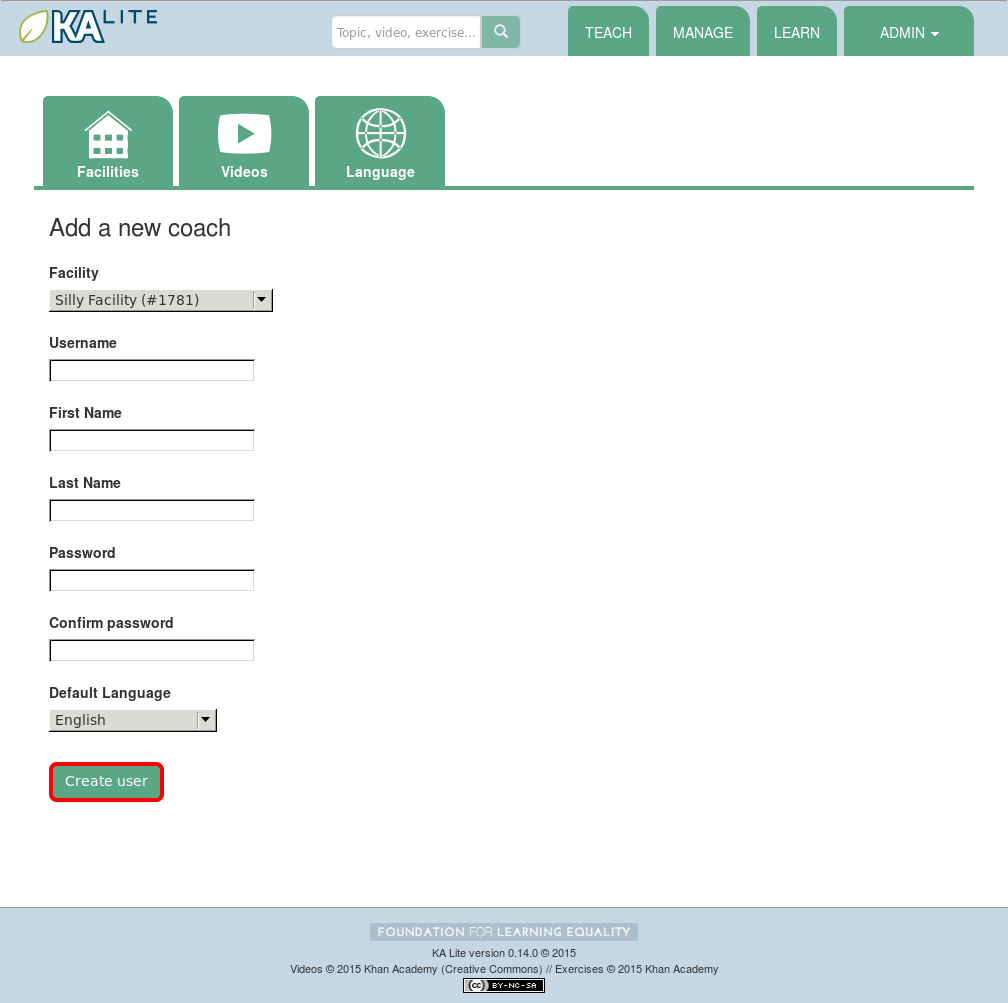 KA LITE
Topic, video, exercise...
TEACH
MANAGE
LEARN
ADMIN
Facilities
Videos
Language
Add a new coach
Facility
Silly Facility (#1781)
Username
First Name
Last Name
Password
Confirm password
Default Language
English
Create user
FOUNDATION FOR LEARNING EQUALITY
KA Lite version 0.14.0 © 2015
Videos © 2015 Khan Academy (Creative Commons) // Exercises © 2015 Khan Academy
cc BY-NC-SA